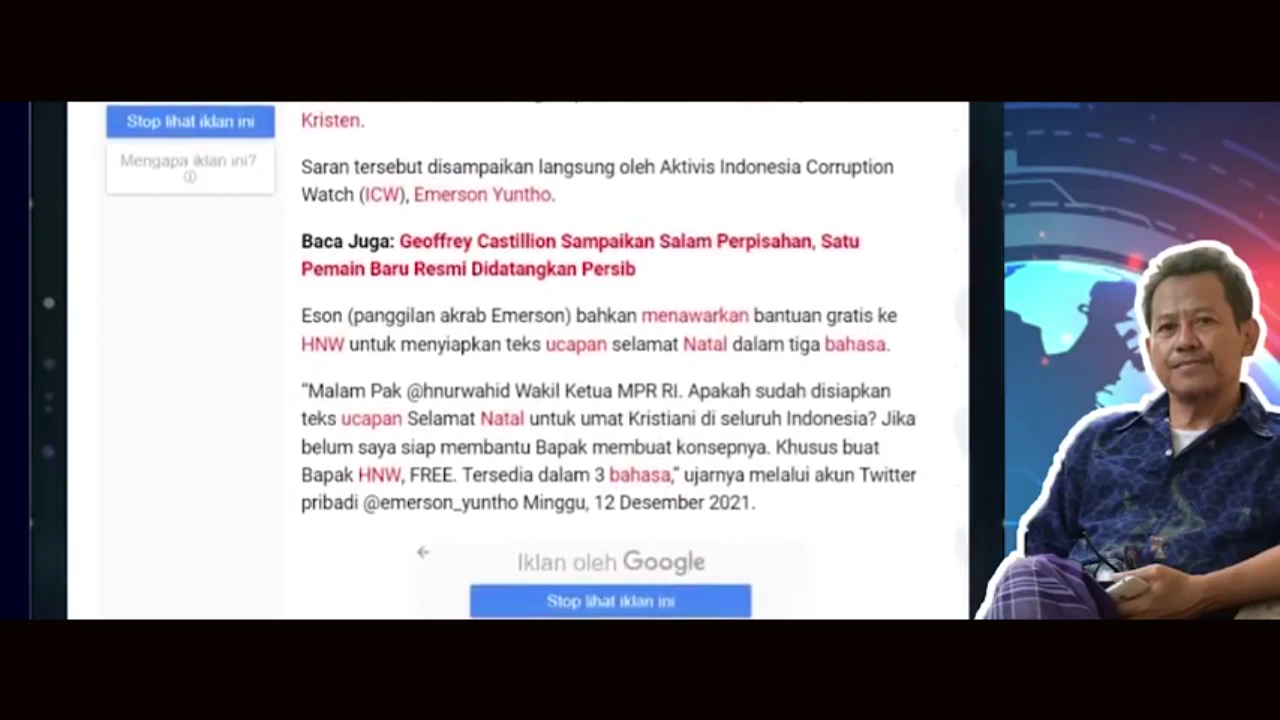 Stop lihat iklan ini
Mengapa iklan ini?
Kristen.
Saran tersebut disampaikan langsung oleh Aktivis Indonesia Corruption
Watch (ICW), Emerson Yuntho.
Baca Juga: Geoffrey Castillion Sampaikan Salam Perpisahan, Satu
Pemain Baru Resmi Didatangkan Persib
Eson (panggilan akrab Emerson) bahkan menawarkan bantuan gratis ke
HNW untuk menyiapkan teks ucapan selamat Natal dalam tiga bahasa.
“Malam Pak @hnurwahid Wakil Ketua MPR RI. Apakah sudah disiapkan
teks ucapan Selamat Natal untuk umat Kristiani di seluruh Indonesia? Jika
belum saya siap membantu Bapak membuat konsepnya. Khusus buat
Bapak HNW, FREE. Tersedia dalam 3 bahasa,“ ujarnya melalui akun Twitter
pribadi @emerson_yuntho Minggu, 12 Desember 2021.
Iklan oleh Google
Stop lihat iklan ini